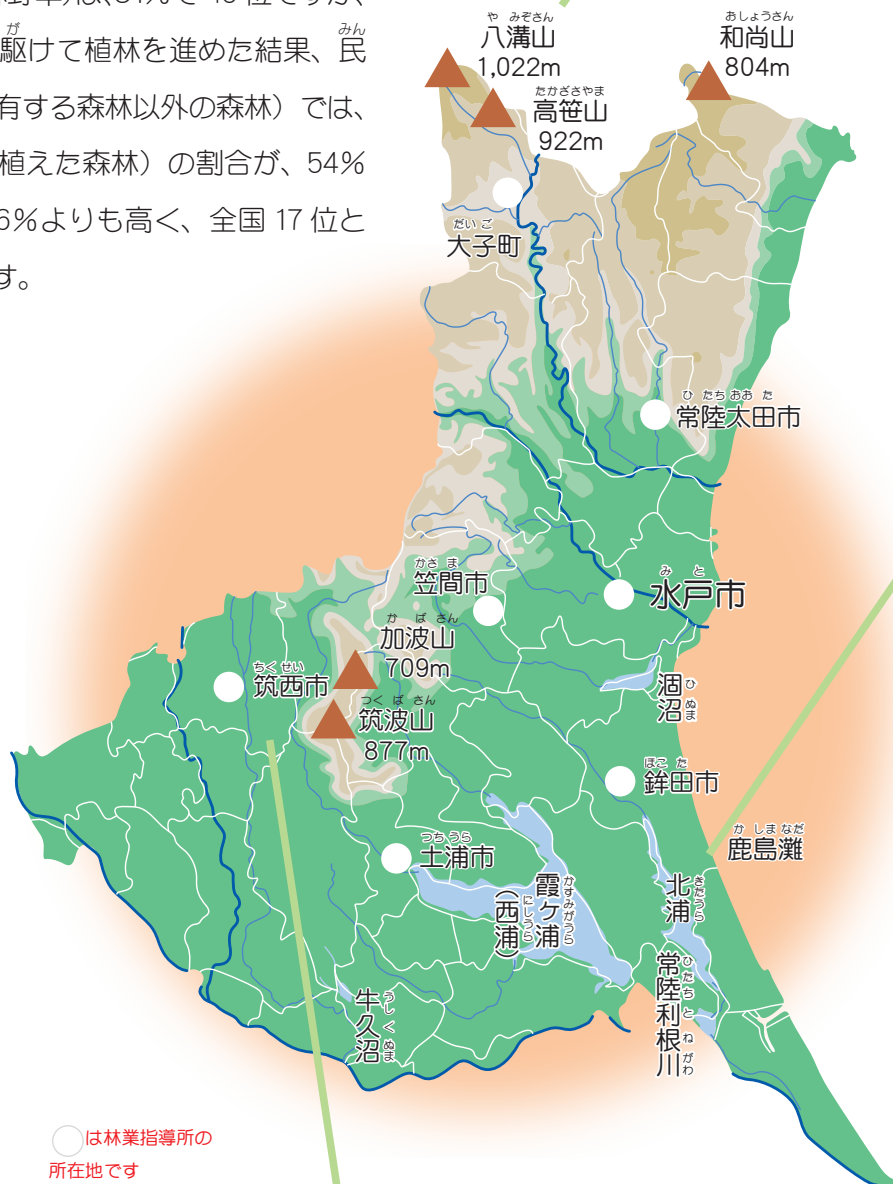 位ですが、
が みん
駆けて植林を進めた結果、民
有する森林以外の森林）では、
植えた森林）の割合が、54%
6%よりも高く、全国 17 位と
す。
や みぞさん
八溝山
1,022m
たかささやま
高笹山
922m
おしょうさん
和尚山
804m
だい ご
大子町
ひ たち おお た
常陸太田市
かさ ま
笠間市
み と
水戸市
か ば さん
加波山
709m
ちく せい
筑西市
つく ば さん
筑波山
877m
涸沼
ひ ぬま
ほこ た
鉾田市
つち うら
土浦市
か しま なだ
鹿島灘
霞ケ浦
かすみがうら
（西浦）
にしうら
北浦
きたうら
常陸利根川
ひたち と ね がわ
牛久沼
うし く ぬま
は林業指導所の
所在地です